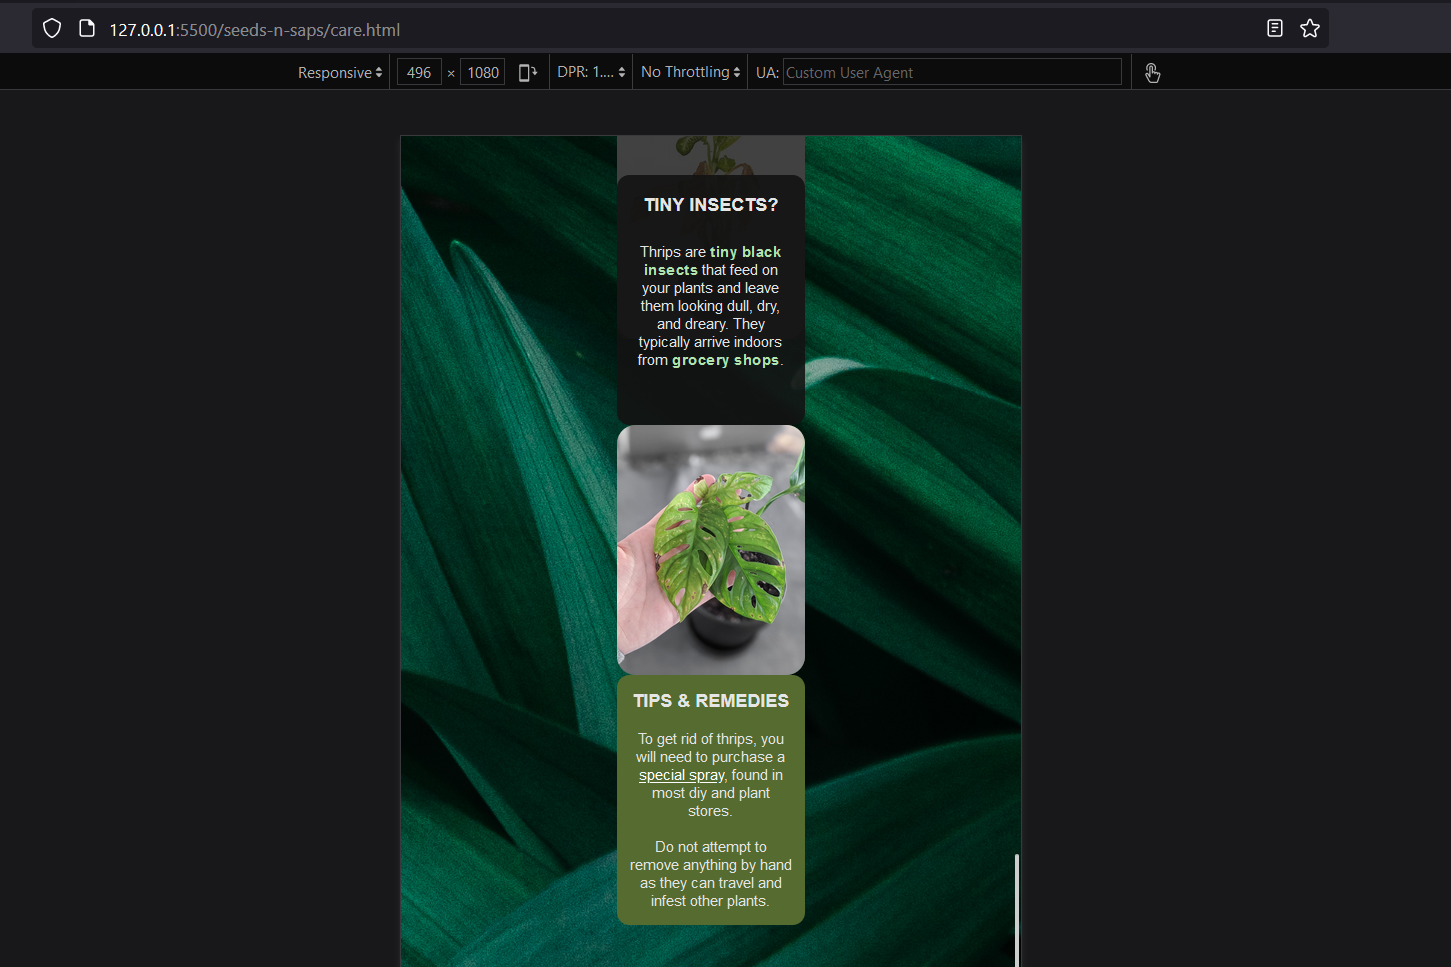 127.0.0.1:5500/seeds-n-saps/care.html
Responsive 496 × 1080 DPR: 1.... No Throttling UA: Custom User Agent
TINY INSECTS?
Thrips are tiny black
insects that feed on
your plants and leave
them looking dull, dry,
and dreary. They
typically arrive indoors
from grocery shops.
TIPS & REMEDIES
To get rid of thrips, you
will need to purchase a
special spray, found in
most diy and plant
stores.
Do not attempt to
remove anything by hand
as they can travel and
infest other plants.